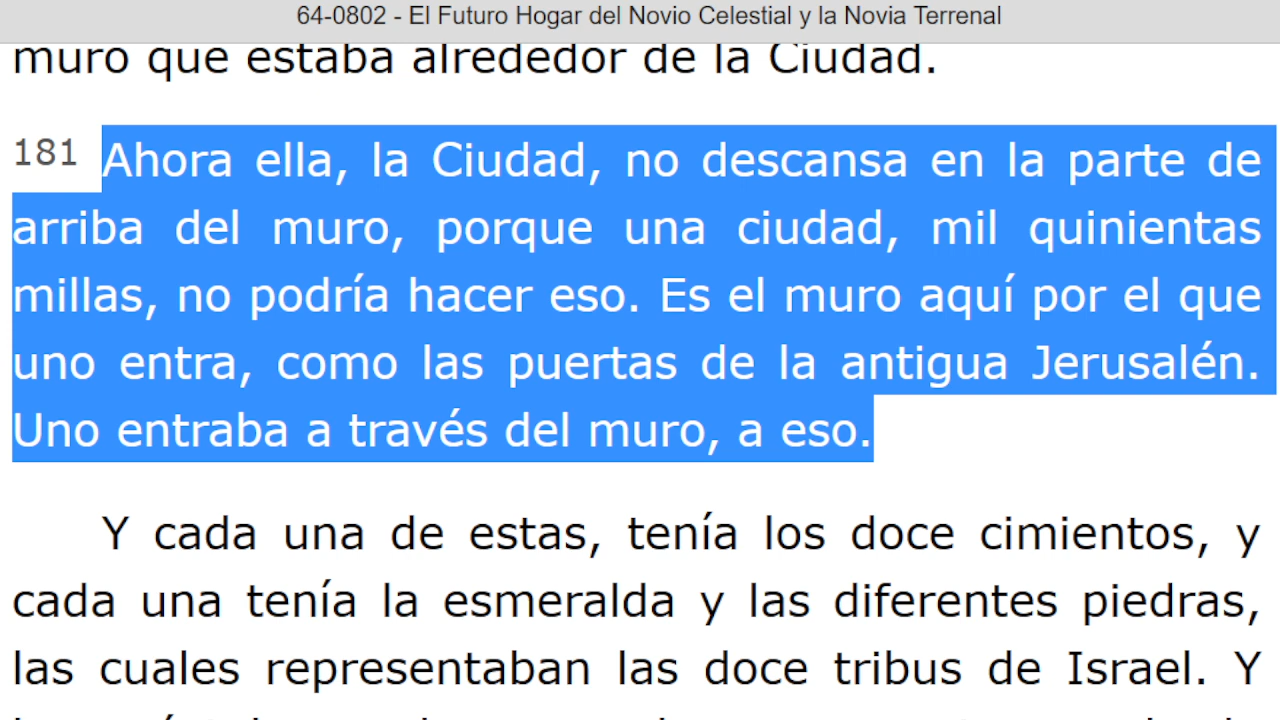 64-0802 - El Futuro Hogar del Novio Celestial y la Novia Terrenal
muro que estaba alrededor de la Ciudad.
181 Ahora ella, la Ciudad, no descansa en la parte de
arriba del muro, porque una ciudad, mil quinientas
millas, no podría hacer eso. Es el muro aquí por el que
uno entra, como las puertas de la antigua Jerusalén.
Uno entraba a través del muro, a eso.
Y cada una de estas, tenía los doce cimientos, y
cada una tenía la esmeralda y las diferentes piedras,
las cuales representaban las doce tribus de Israel. Y